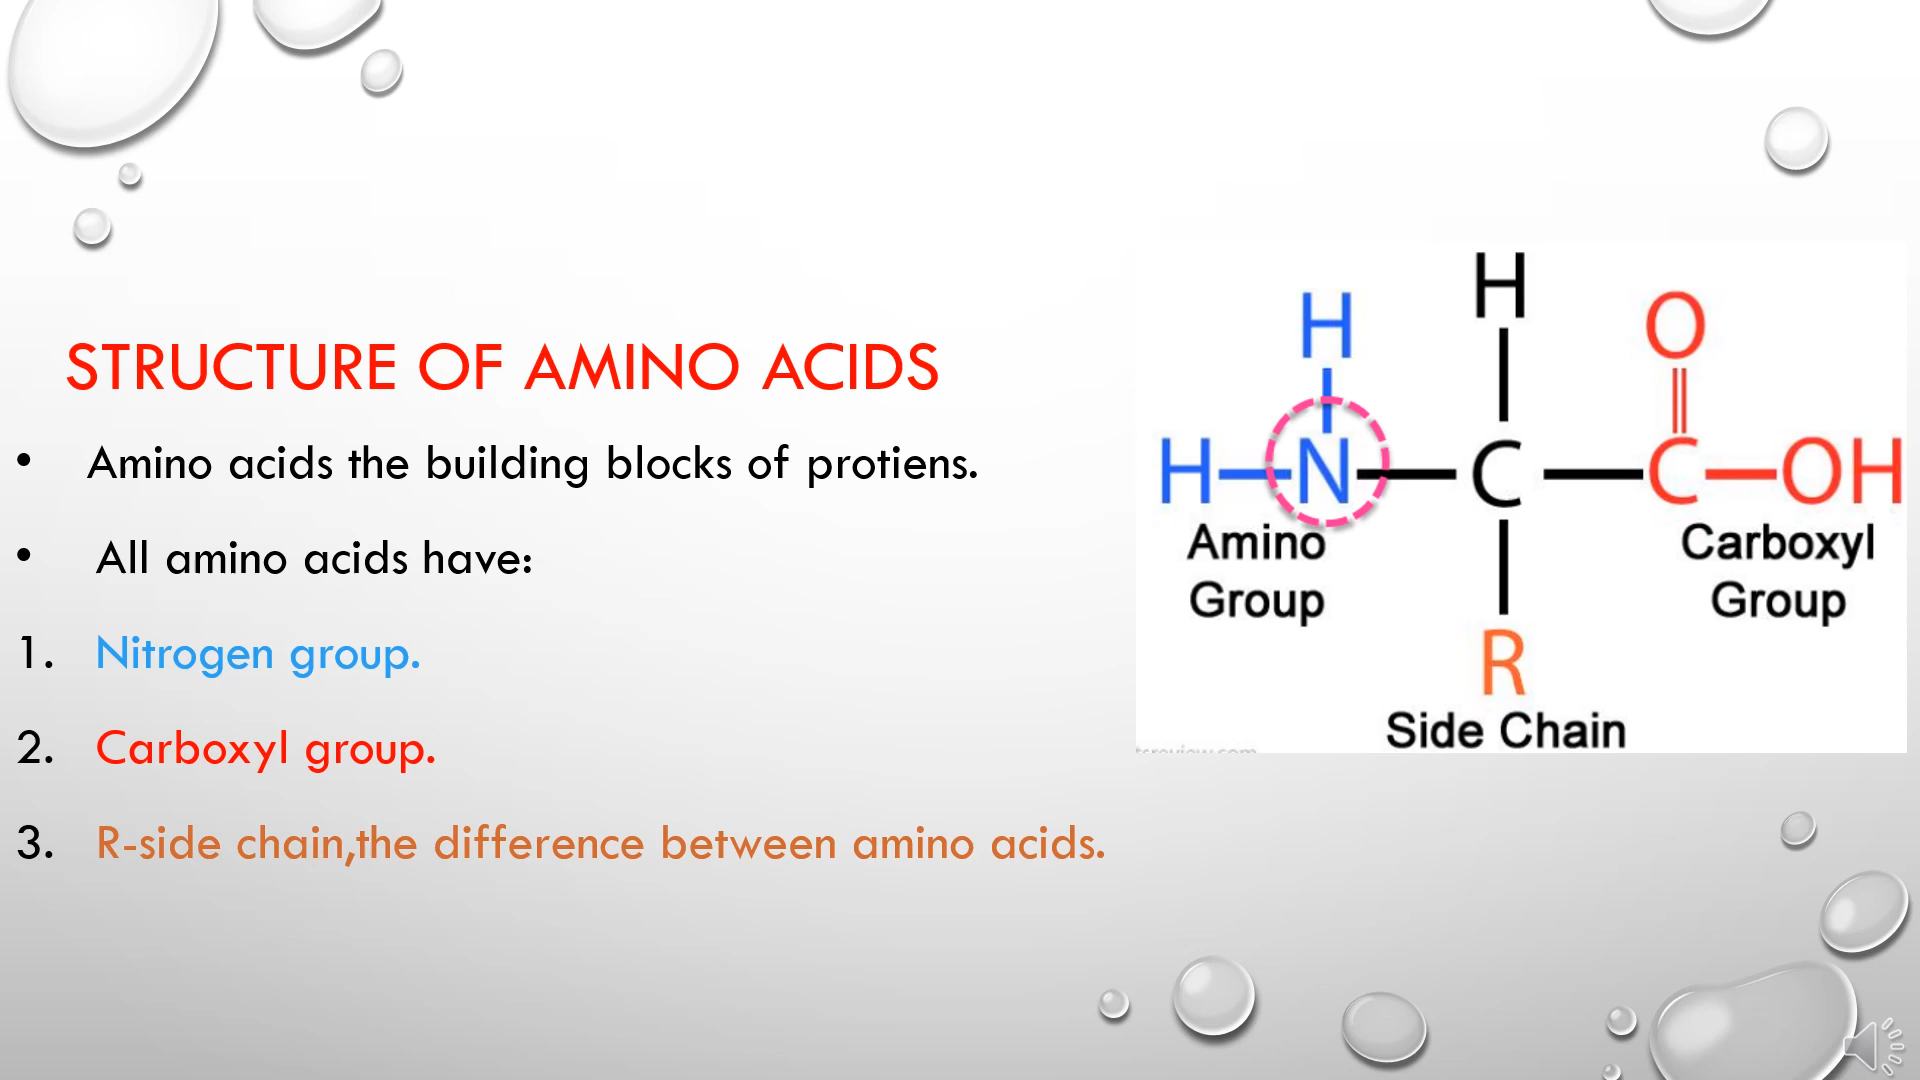 STRUCTURE OF AMINO ACIDS
• Amino acids the building blocks of protiens.
• All amino acids have:
1. Nitrogen group.
2. Carboxyl group.
3. R-side chain,the difference between amino acids.
H
H O
H N C C OH
Amino Carboxyl
Group Group
R
Side Chain